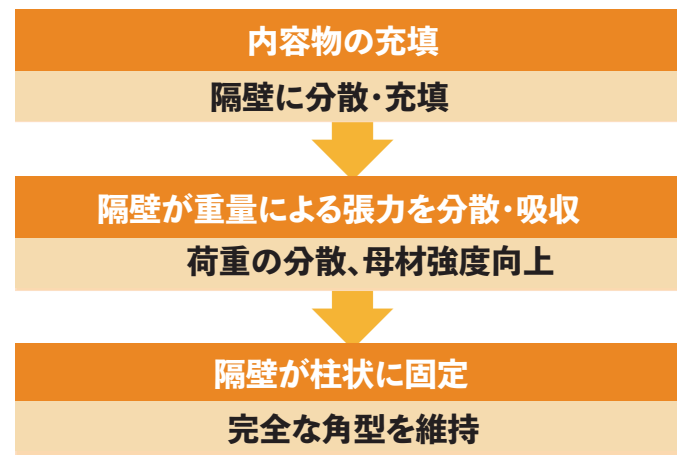 内容物の充填
隔壁に分散・充填
隔壁が重量による張力を分散・吸収
荷重の分散、母材強度向上
隔壁が柱状に固定
完全な角型を維持